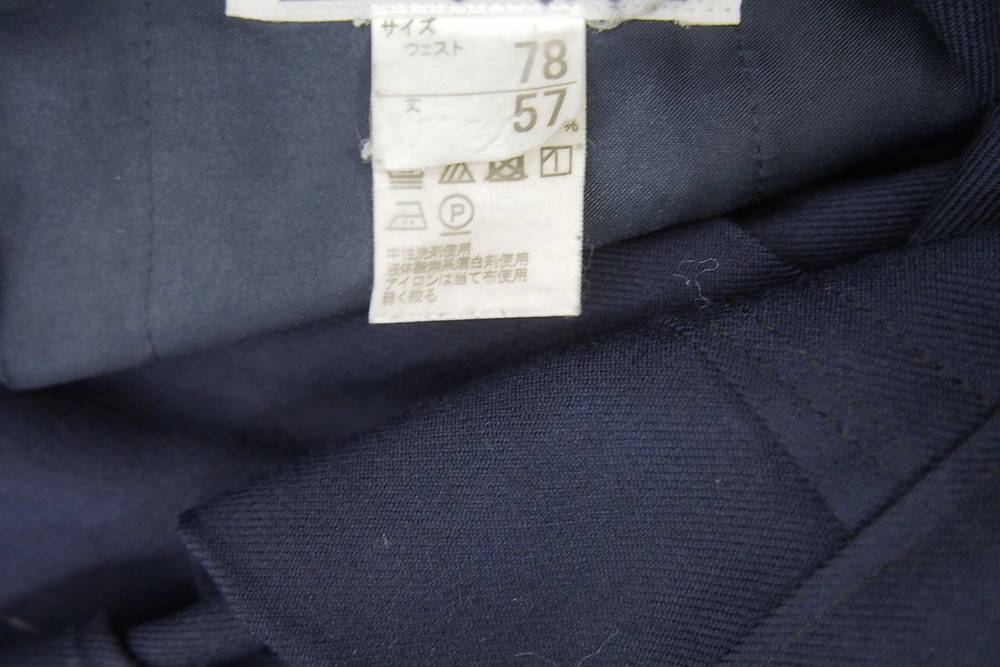 サイズ
ウェスト
78
丈
57
P
中性洗剤使用
液体酸素系漂白剤使用
アイロンは当て布使用
弱く絞る